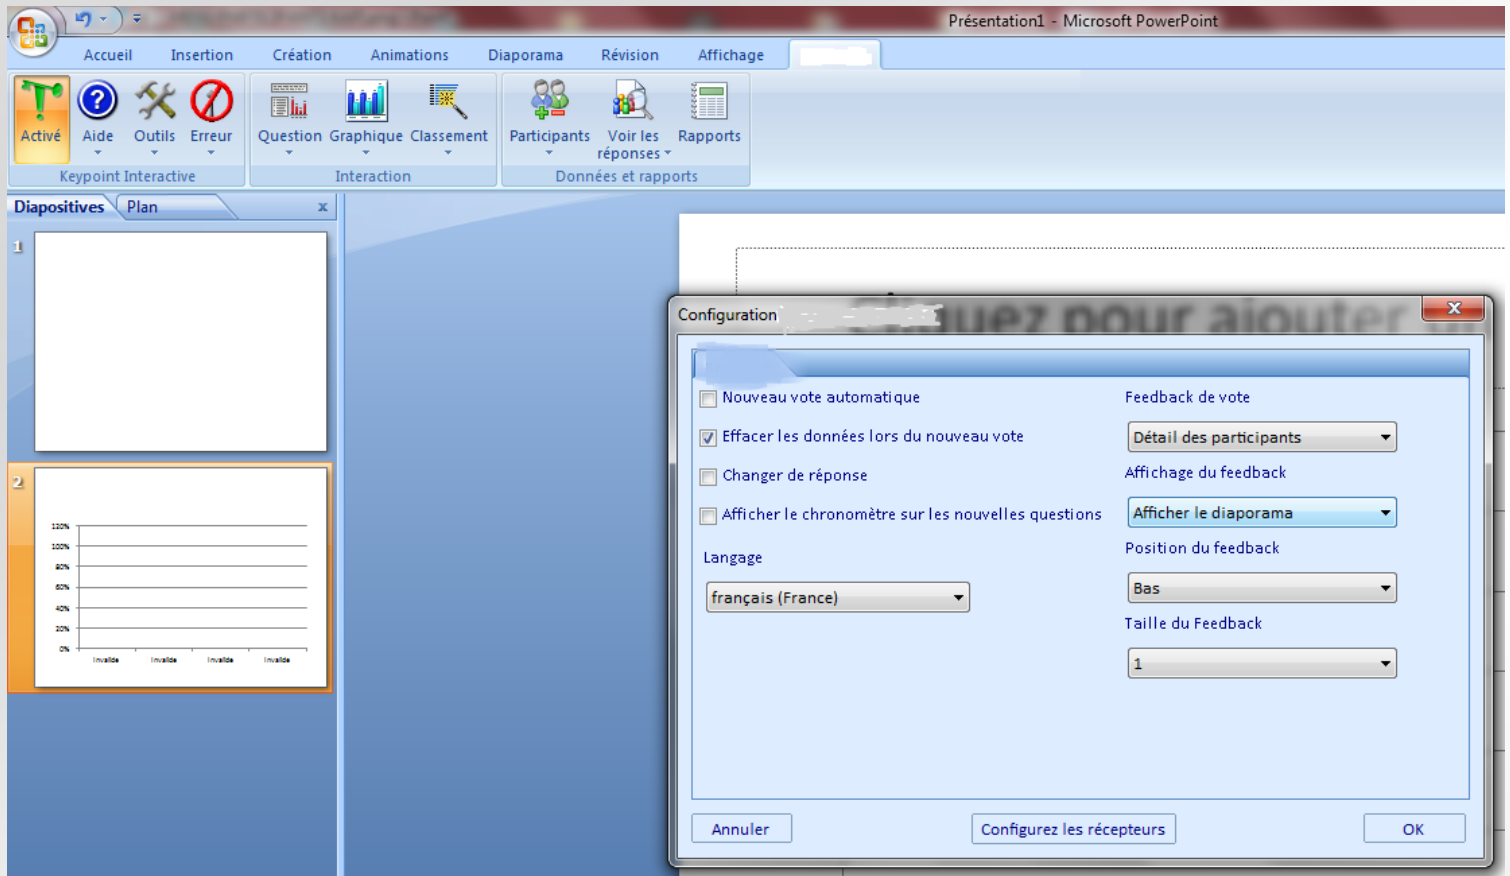 Présentation1 - Microsoft PowerPoint
Accueil Insertion Création Animations Diaporama Révision Affichage
Activé Aide Outils Erreur Question Graphique Classement Participants Voir les réponses Rapports
Keypoint Interactive Interaction Données et rapports
Diapositives Plan x
1
2
120%
100%
80%
60%
40%
20%
0%
Invalide Invalide Invalide Invalide
Cliquez pour ajouter un
Configuration
x
Nouveau vote automatique
Effacer les données lors du nouveau vote
Changer de réponse
Afficher le chronomètre sur les nouvelles questions
Langage
français (France)
Feedback de vote
Détail des participants
Affichage du feedback
Afficher le diaporama
Position du feedback
Bas
Taille du Feedback
1
Annuler Configurez les récepteurs OK